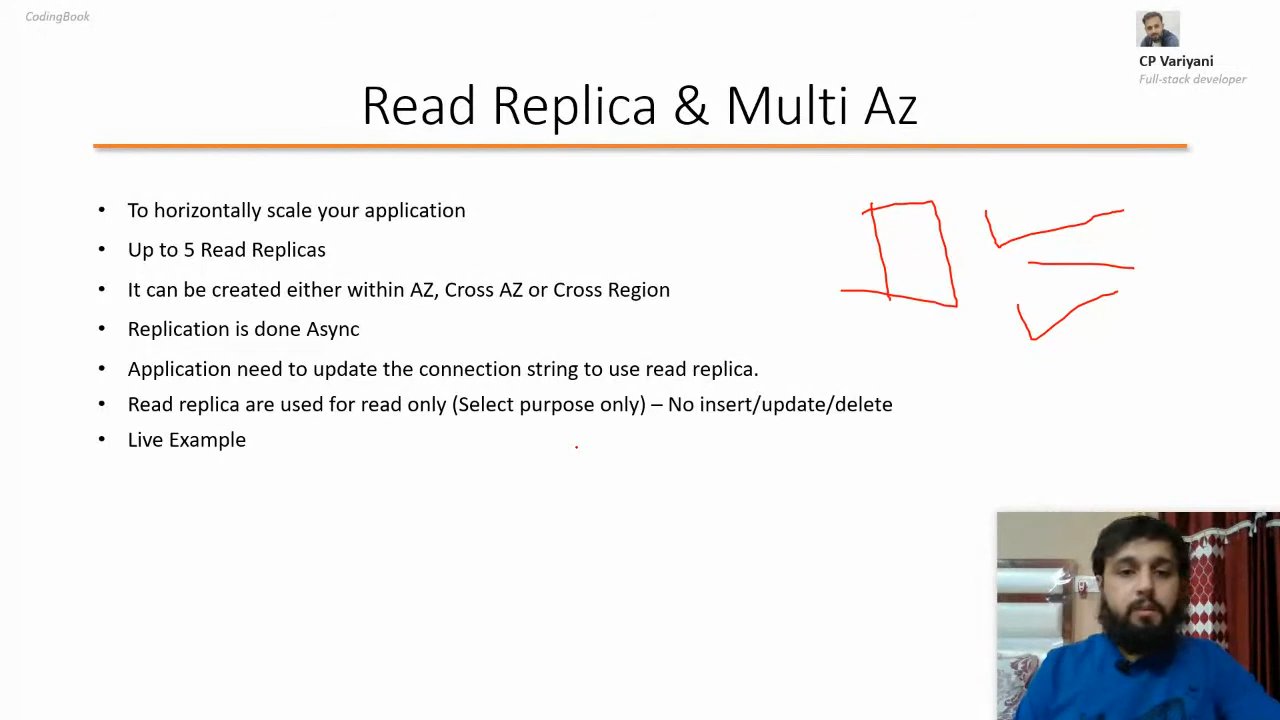 CodingBook
CP Variyani
Full-stack developer
Read Replica & Multi Az
• To horizontally scale your application
• Up to 5 Read Replicas
• It can be created either within AZ, Cross AZ or Cross Region
• Replication is done Async
• Application need to update the connection string to use read replica.
• Read replica are used for read only (Select purpose only) – No insert/update/delete
• Live Example